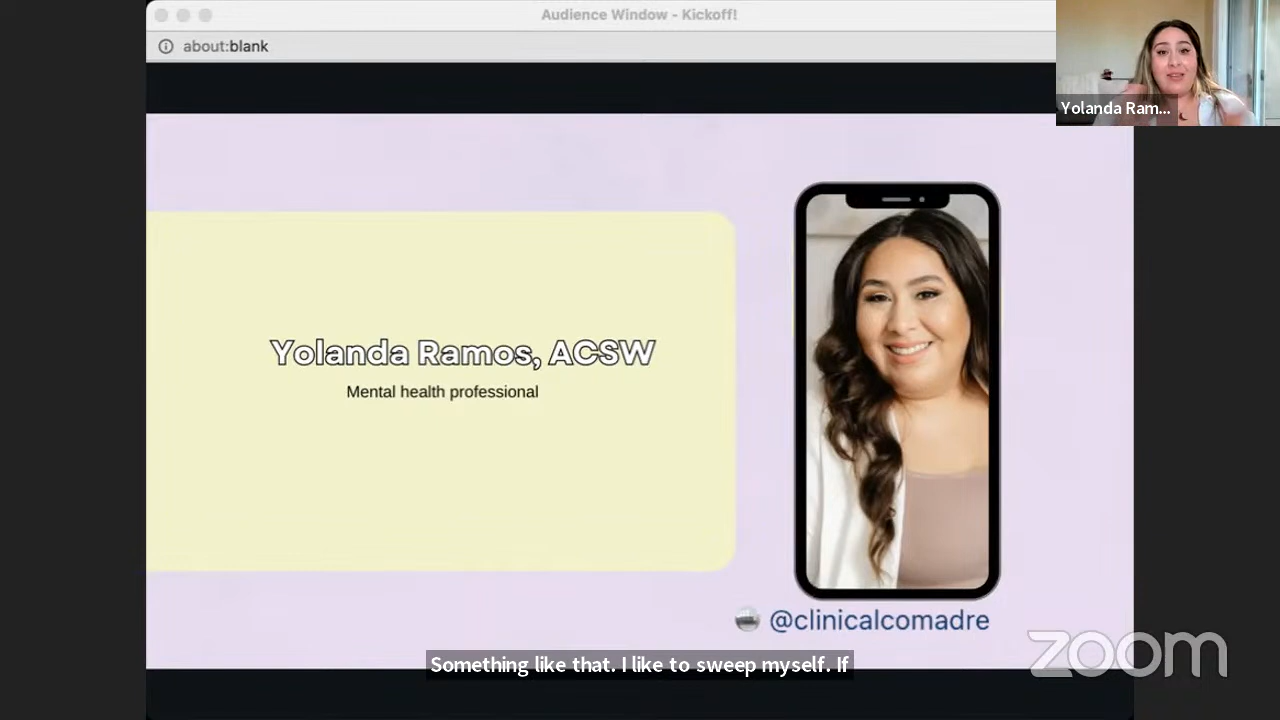 Audience Window - Kickoff!
about:blank
Yolanda Ram...
Yolanda Ramos, ACSW
Mental health professional
@clinicalcomadre
Something like that. I like to sweep myself. If
zoom